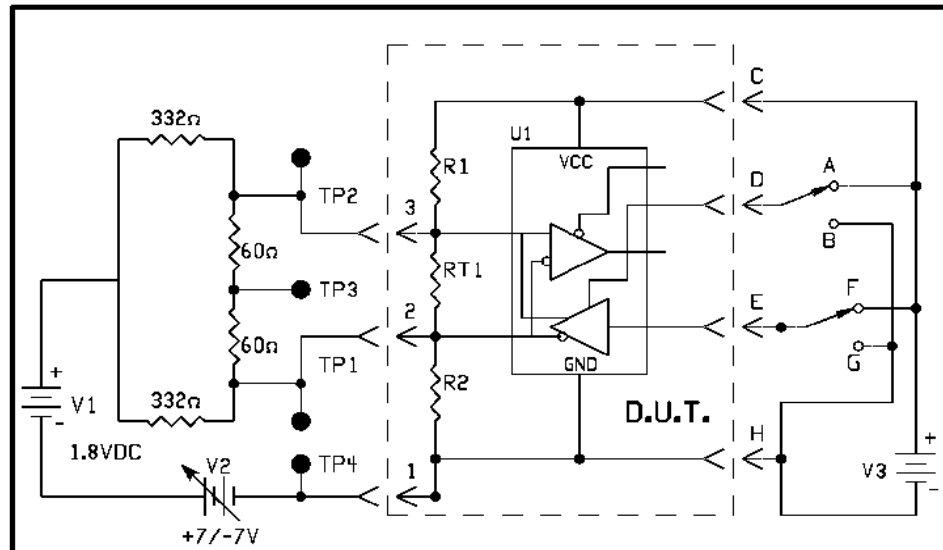 332Ω
TP2
60Ω
TP3
60Ω
TP1
332Ω
+
V1
-
1.8VDC
V2
+7/-7V
TP4
3
2
1
R1
RT1
R2
U1
VCC
GND
D.U.T.
C
D
E
H
A
B
F
G
+
V3
-